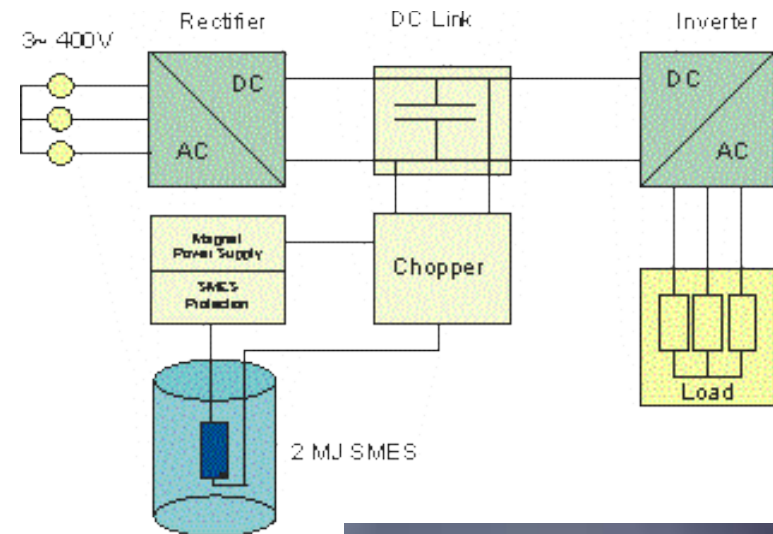 Rectifier
DC Link
Inverter
3~ 400V
DC
AC
DC
AC
Magnet
Power Supply
SMES
Protection
Chopper
Load
2 MJ SMES